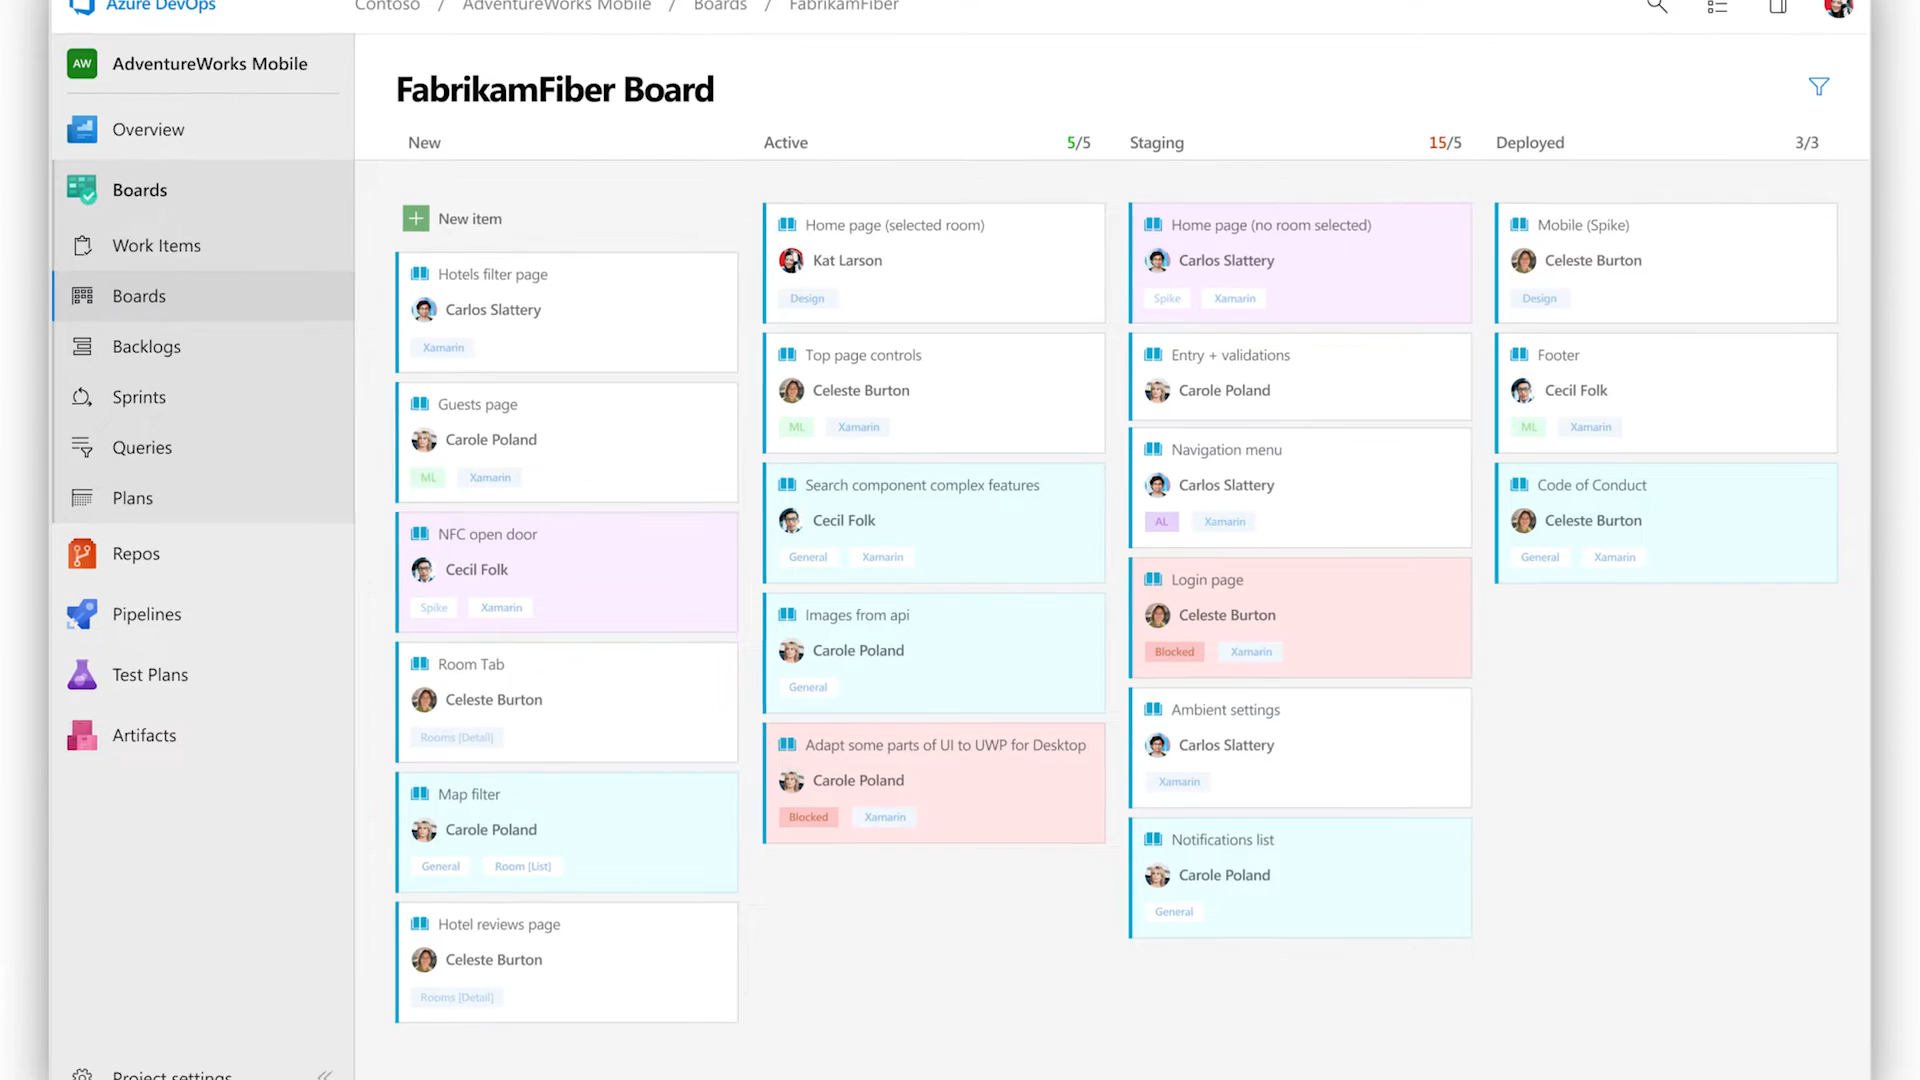 Azure DevOps
Contoso / AdventureWorks Mobile / Boards / FabrikamFiber
AW AdventureWorks Mobile
Overview
Boards
Work Items
Boards
Backlogs
Sprints
Queries
Plans
Repos
Pipelines
Test Plans
Artifacts
Project settings
FabrikamFiber Board
New
New item
Hotels filter page
Carlos Slattery
Xamarin
Guests page
Carole Poland
ML Xamarin
NFC open door
Cecil Folk
Spike Xamarin
Room Tab
Celeste Burton
Rooms [Detail]
Map filter
Carole Poland
General Room [List]
Hotel reviews page
Celeste Burton
Rooms [Detail]
Active 5/5
Home page (selected room)
Kat Larson
Design
Top page controls
Celeste Burton
ML Xamarin
Search component complex features
Cecil Folk
General Xamarin
Images from api
Carole Poland
General
Adapt some parts of UI to UWP for Desktop
Carole Poland
Blocked Xamarin
Staging 15/5
Home page (no room selected)
Carlos Slattery
Spike Xamarin
Entry + validations
Carole Poland
Navigation menu
Carlos Slattery
AL Xamarin
Login page
Celeste Burton
Blocked Xamarin
Ambient settings
Carlos Slattery
Xamarin
Notifications list
Carole Poland
General
Deployed 3/3
Mobile (Spike)
Celeste Burton
Design
Footer
Cecil Folk
ML Xamarin
Code of Conduct
Celeste Burton
General Xamarin